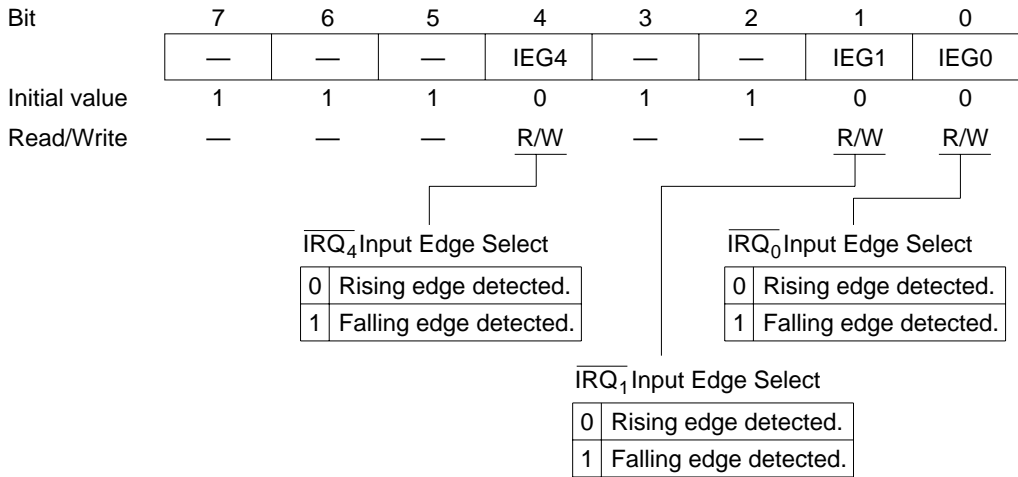 Bit 7 6 5 4 3 2 1 0
— — — IEG4 — — IEG1 IEG0
Initial value 1 1 1 0 1 1 0 0
Read/Write — — — R/W — — R/W R/W
IRQ4 Input Edge Select
0 Rising edge detected.
1 Falling edge detected.
IRQ0 Input Edge Select
0 Rising edge detected.
1 Falling edge detected.
IRQ1 Input Edge Select
0 Rising edge detected.
1 Falling edge detected.